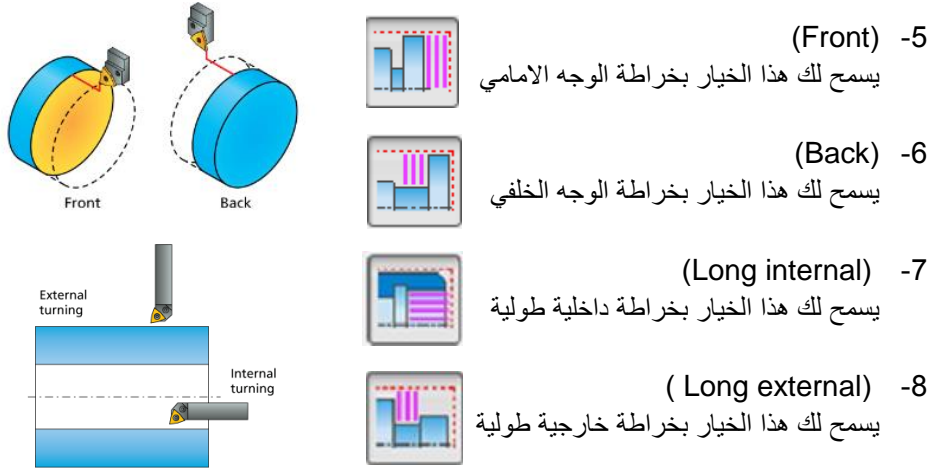 5- (Front)
يسمح لك هذا الخيار بخراطة الوجه الامامي
6- (Back)
يسمح لك هذا الخيار بخراطة الوجه الخلفي
7- (Long internal)
يسمح لك هذا الخيار بخراطة داخلية طولية
8- (Long external )
يسمح لك هذا الخيار بخراطة خارجية طولية
Front
Back
External
turning
Internal
turning